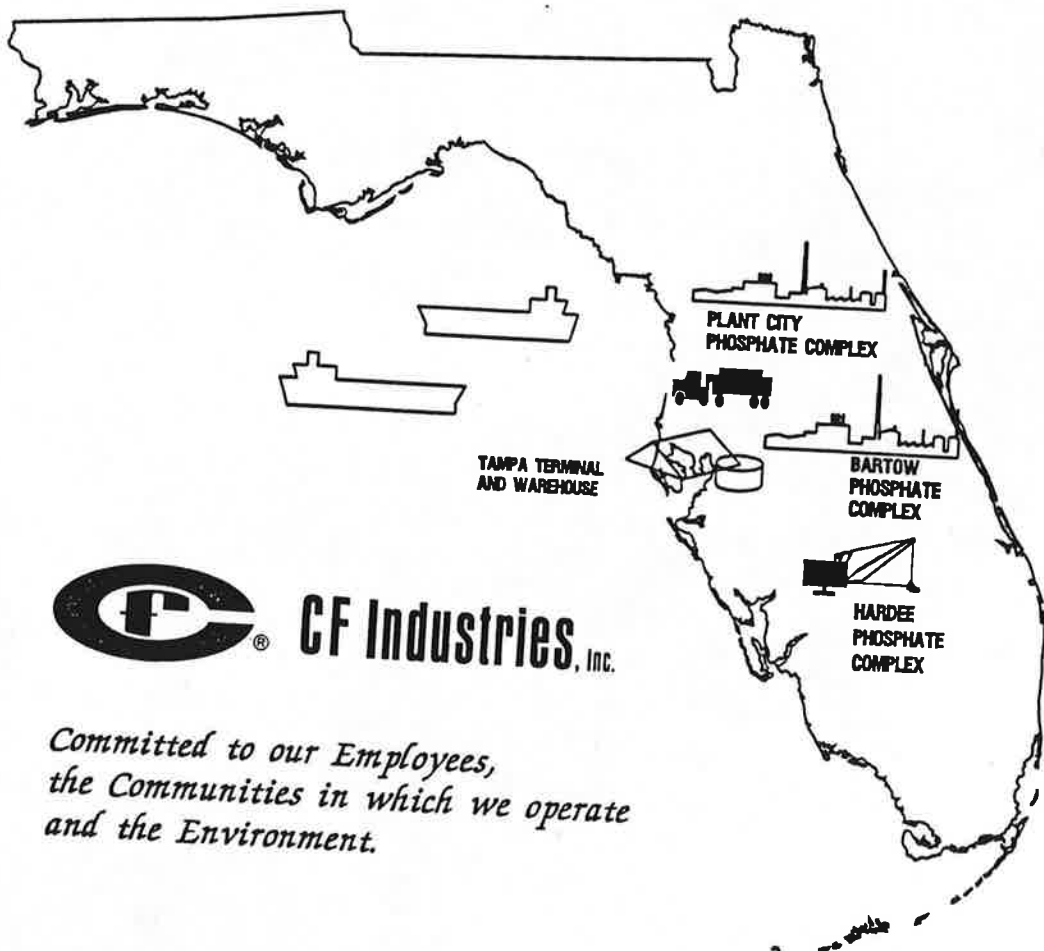 PLANT CITY
PHOSPHATE COMPLEX
TAMPA TERMINAL
AND WAREHOUSE
BARTOW
PHOSPHATE
COMPLEX
HARDEE
PHOSPHATE
COMPLEX
CF ® CF Industries, Inc.
Committed to our Employees,
the Communities in which we operate
and the Environment.